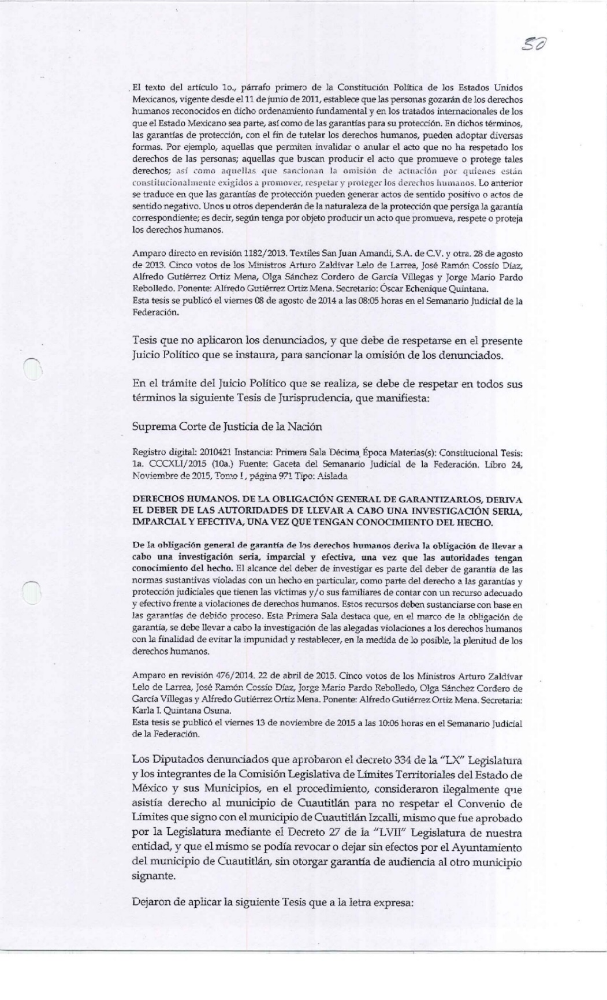 50
El texto del artículo 1o., párrafo primero de la Constitución Política de los Estados Unidos
Mexicanos, vigente desde el 11 de junio de 2011, establece que las personas gozarán de los derechos
humanos reconocidos en dicho ordenamiento fundamental y en los tratados internacionales de los
que el Estado Mexicano sea parte, así como de las garantías para su protección. En dichos términos,
las garantías de protección, con el fin de tutelar los derechos humanos, pueden adoptar diversas
formas. Por ejemplo, aquellas que permiten invalidar o anular el acto que no ha respetado los
derechos de las personas; aquellas que buscan producir el acto que promueve o protege tales
derechos; así como aquellas que sancionan la omisión de actuación por quienes están
constitucionalmente exigidos a promover, respetar y proteger los derechos humanos. Lo anterior
se traduce en que las garantías de protección pueden generar actos de sentido positivo o actos de
sentido negativo. Unos u otros dependerán de la naturaleza de la protección que persiga la garantía
correspondiente; es decir, según tenga por objeto producir un acto que promueva, respete o proteja
los derechos humanos.
Amparo directo en revisión 1182/2013. Textiles San Juan Amandi, S.A. de C.V. y otra. 28 de agosto
de 2013. Cinco votos de los Ministros Arturo Zaldívar Lelo de Larrea, José Ramón Cossío Díaz,
Alfredo Gutiérrez Ortiz Mena, Olga Sánchez Cordero de García Villegas y Jorge Mario Pardo
Rebolledo. Ponente: Alfredo Gutiérrez Ortiz Mena. Secretario: Óscar Echenique Quintana.
Esta tesis se publicó el viernes 08 de agosto de 2014 a las 08:05 horas en el Semanario Judicial de la
Federación.
Tesis que no aplicaron los denunciados, y que debe de respetarse en el presente
Juicio Político que se instaura, para sancionar la omisión de los denunciados.
En el trámite del Juicio Político que se realiza, se debe de respetar en todos sus
términos la siguiente Tesis de Jurisprudencia, que manifiesta:
Suprema Corte de Justicia de la Nación
Registro digital: 2010421 Instancia: Primera Sala Décima Época Materias(s): Constitucional Tesis:
1a. CCCXLI/2015 (10a.) Fuente: Gaceta del Semanario Judicial de la Federación. Libro 24,
Noviembre de 2015, Tomo I , página 971 Tipo: Aislada
DERECHOS HUMANOS. DE LA OBLIGACIÓN GENERAL DE GARANTIZARLOS, DERIVA
EL DEBER DE LAS AUTORIDADES DE LLEVAR A CABO UNA INVESTIGACIÓN SERIA,
IMPARCIAL Y EFECTIVA, UNA VEZ QUE TENGAN CONOCIMIENTO DEL HECHO.
De la obligación general de garantía de los derechos humanos deriva la obligación de llevar a
cabo una investigación seria, imparcial y efectiva, una vez que las autoridades tengan
conocimiento del hecho. El alcance del deber de investigar es parte del deber de garantía de las
normas sustantivas violadas con un hecho en particular, como parte del derecho a las garantías y
protección judiciales que tienen las víctimas y/o sus familiares de contar con un recurso adecuado
y efectivo frente a violaciones de derechos humanos. Estos recursos deben sustanciarse con base en
las garantías de debido proceso. Esta Primera Sala destaca que, en el marco de la obligación de
garantía, se debe llevar a cabo la investigación de las alegadas violaciones a los derechos humanos
con la finalidad de evitar la impunidad y restablecer, en la medida de lo posible, la plenitud de los
derechos humanos.
Amparo en revisión 476/2014. 22 de abril de 2015. Cinco votos de los Ministros Arturo Zaldívar
Lelo de Larrea, José Ramón Cossío Díaz, Jorge Mario Pardo Rebolledo, Olga Sánchez Cordero de
García Villegas y Alfredo Gutiérrez Ortiz Mena. Ponente: Alfredo Gutiérrez Ortiz Mena. Secretaria:
Karla I. Quintana Osuna.
Esta tesis se publicó el viernes 13 de noviembre de 2015 a las 10:06 horas en el Semanario Judicial
de la Federación.
Los Diputados denunciados que aprobaron el decreto 334 de la "LX" Legislatura
y los integrantes de la Comisión Legislativa de Límites Territoriales del Estado de
México y sus Municipios, en el procedimiento, consideraron ilegalmente que
asistía derecho al municipio de Cuautitlán para no respetar el Convenio de
Límites que signo con el municipio de Cuautitlán Izcalli, mismo que fue aprobado
por la Legislatura mediante el Decreto 27 de la "LVII" Legislatura de nuestra
entidad, y que el mismo se podía revocar o dejar sin efectos por el Ayuntamiento
del municipio de Cuautitlán, sin otorgar garantía de audiencia al otro municipio
signante.
Dejaron de aplicar la siguiente Tesis que a la letra expresa: